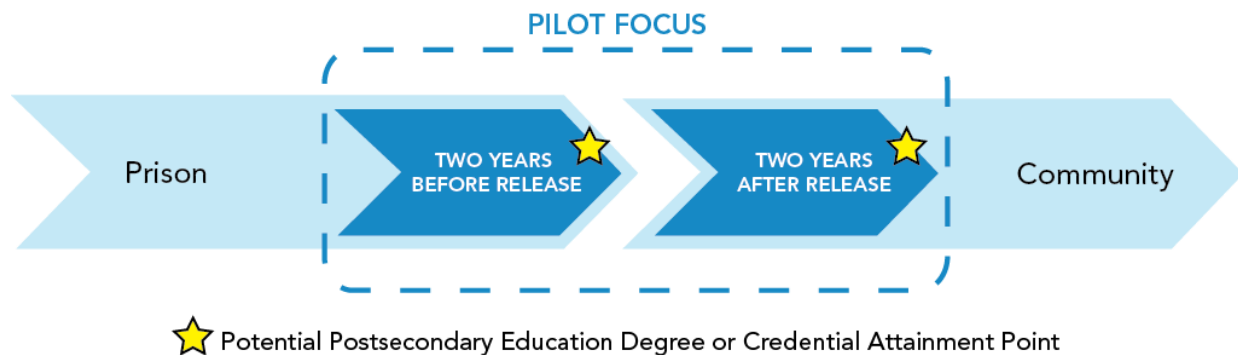 PILOT FOCUS
Prison
TWO YEARS
BEFORE RELEASE
TWO YEARS
AFTER RELEASE
Community
Potential Postsecondary Education Degree or Credential Attainment Point